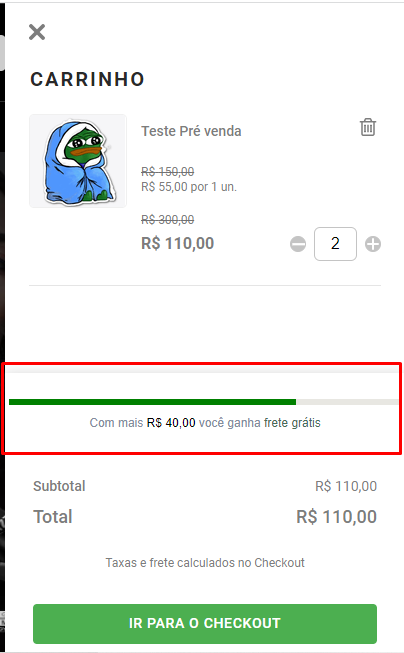 CARRINHO
Teste Pré venda
R$ 150,00
R$ 55,00 por 1 un.
R$ 300,00
R$ 110,00
2
Com mais R$ 40,00 você ganha frete grátis
Subtotal R$ 110,00
Total R$ 110,00
Taxas e frete calculados no Checkout
IR PARA O CHECKOUT